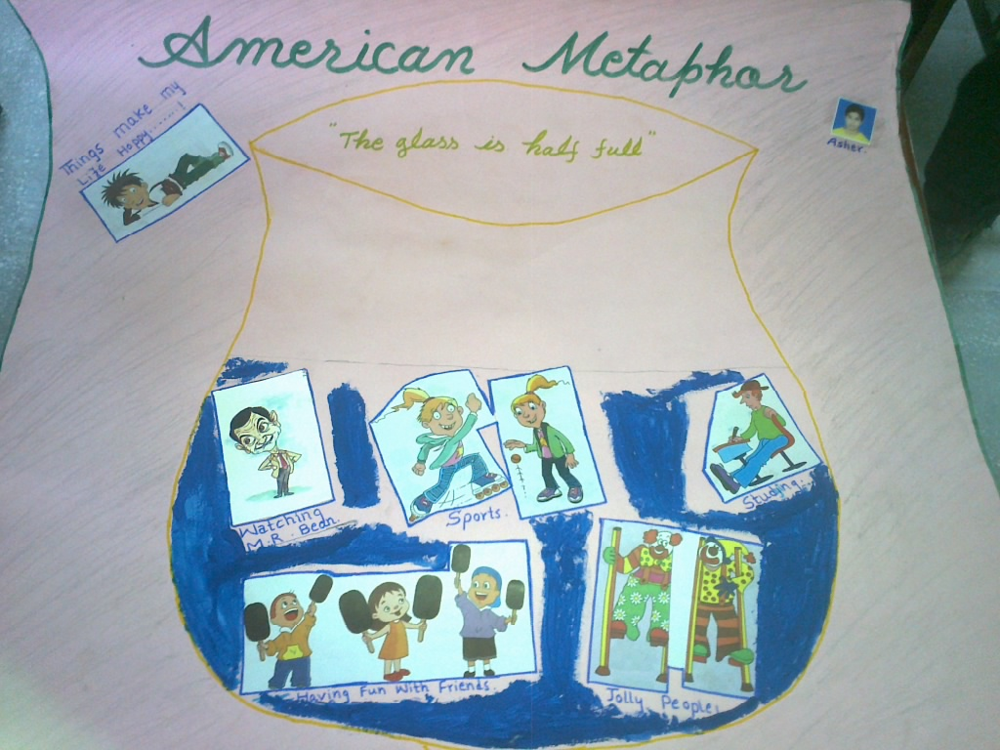 American Metaphor
Things make my
Life Happy.......!
"The glass is half full"
Asher.
Watching
M.R. Bean.
Sports.
Studing...
Having Fun With Friends.
Jolly People!